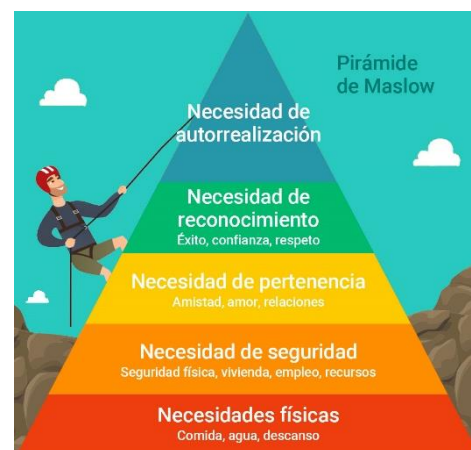 Pirámide
de Maslow
Necesidad de
autorrealización
Necesidad de
reconocimiento
Éxito, confianza, respeto
Necesidad de pertenencia
Amistad, amor, relaciones
Necesidad de seguridad
Seguridad física, vivienda, empleo, recursos
Necesidades físicas
Comida, agua, descanso